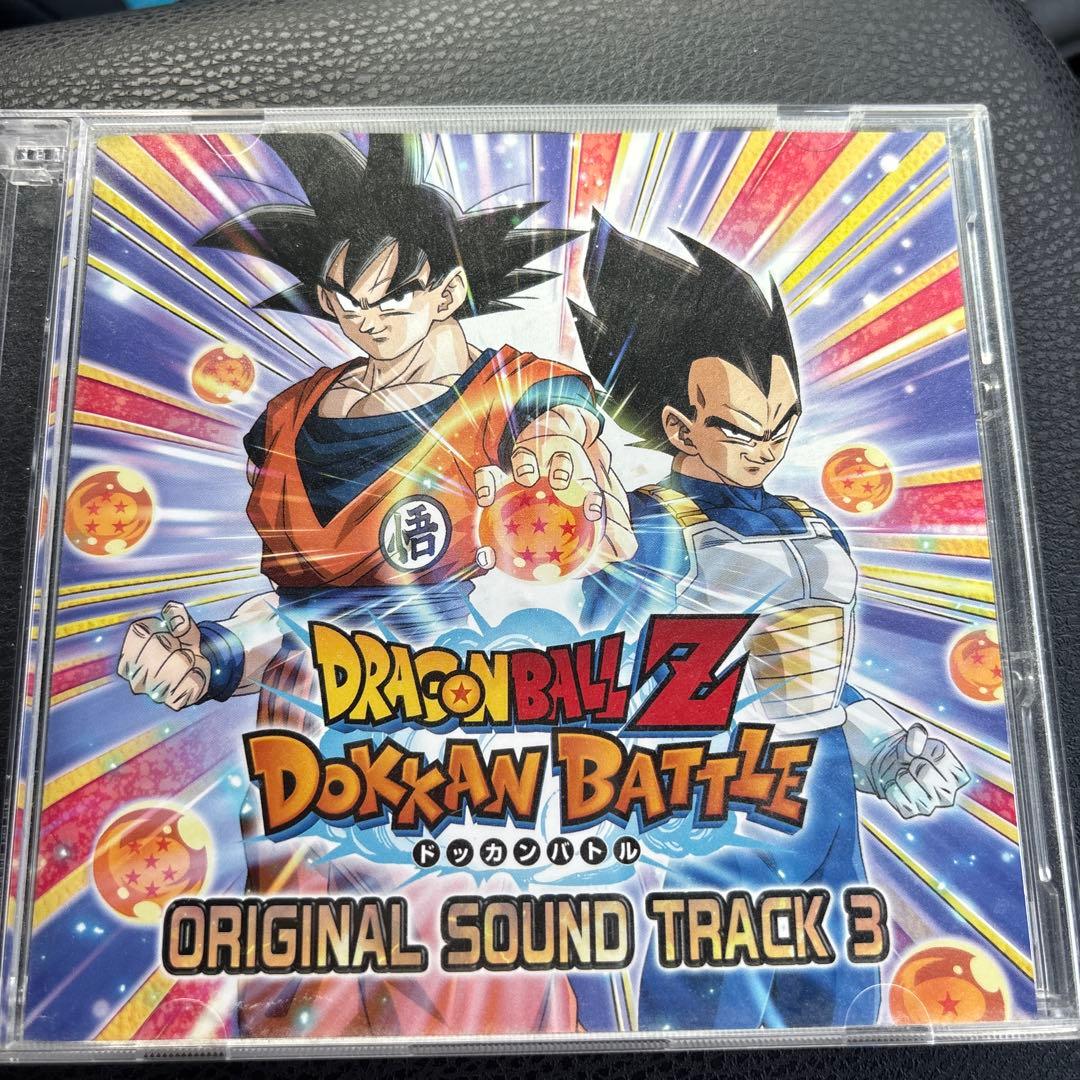 悟
DRAGON BALL Z
DOKKAN BATTLE
ドッカンバトル
ORIGINAL SOUND TRACK 3